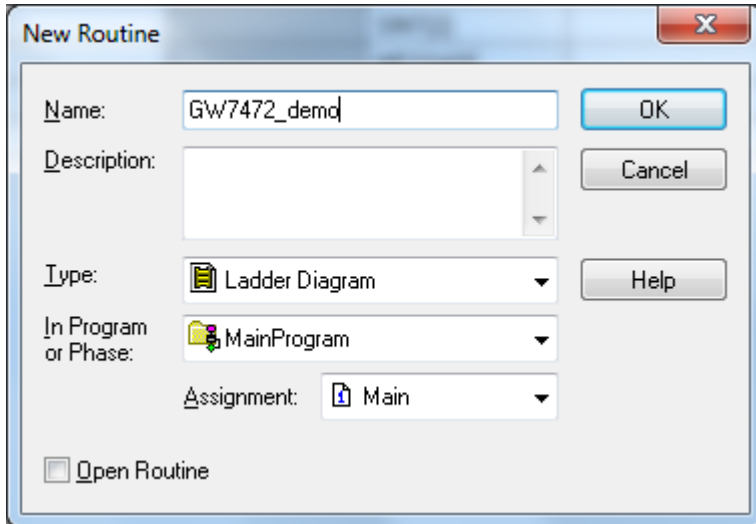 New Routine
Name: GW7472_demo OK
Description: Cancel
Type: Ladder Diagram Help
In Program
or Phase: MainProgram
Assignment: Main
Open Routine